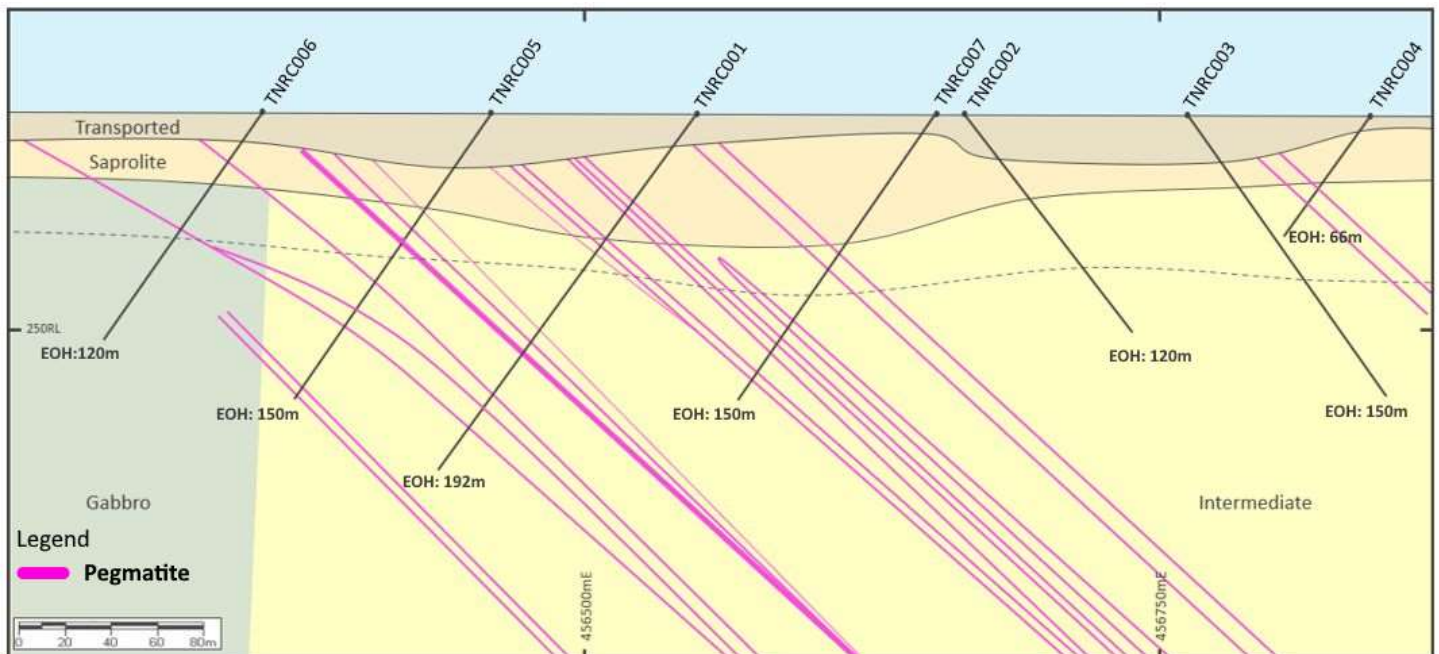 TNRC006
TNRC005
TNRC001
TNRC007
TNRC002
TNRC003
TNRC004
Transported
Saprolite
EOH: 66m
250RL
EOH:120m
EOH: 120m
EOH: 150m
EOH: 150m
EOH: 150m
EOH: 192m
Gabbro
Intermediate
Legend
Pegmatite
456500mE
456750mE
0 20 40 60 80m